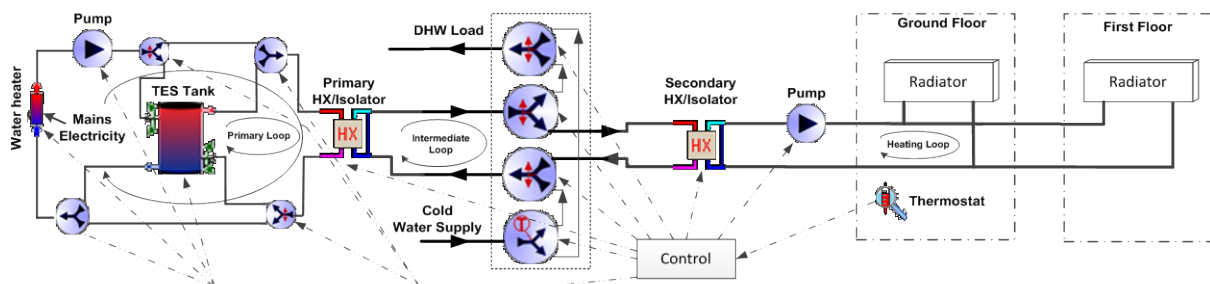 Pump
Water heater
TES Tank
Mains
Electricity
Primary Loop
Primary
HX/Isolator
HX
Intermediate
Loop
DHW Load
Cold
Water Supply
Secondary
HX/Isolator
HX
Pump
Control
Ground Floor
Radiator
Heating Loop
Thermostat
First Floor
Radiator